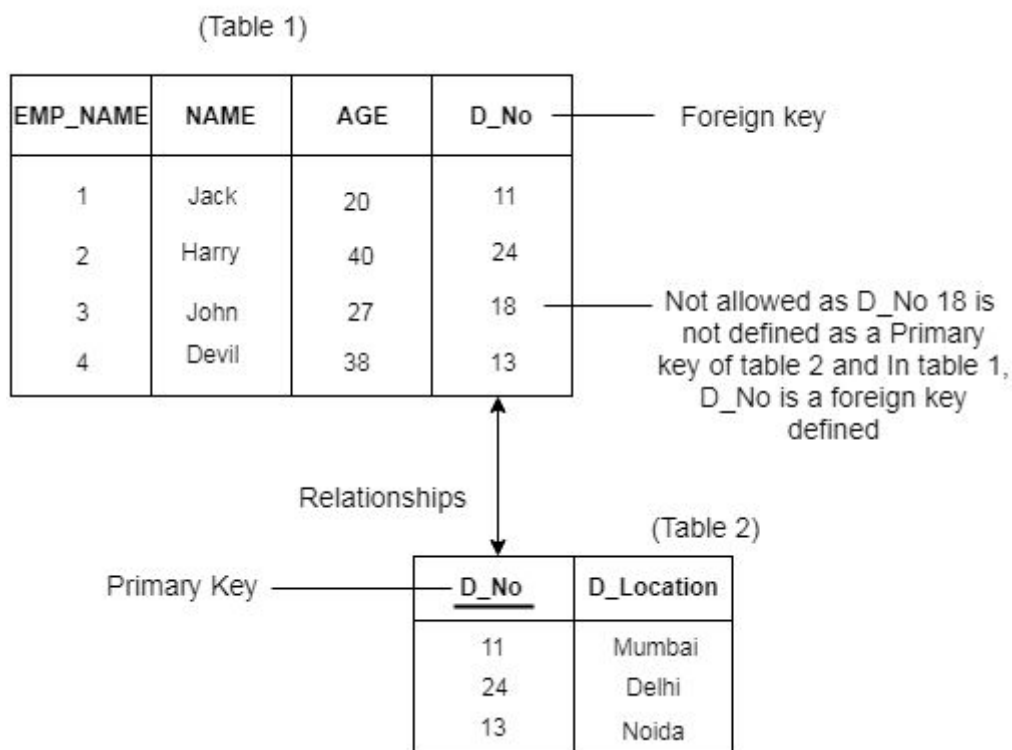 (Table 1)
EMP_NAME NAME AGE D_No Foreign key
1 Jack 20 11
2 Harry 40 24
3 John 27 18
4 Devil 38 13
Not allowed as D_No 18 is
not defined as a Primary
key of table 2 and In table 1,
D_No is a foreign key
defined
Relationships
(Table 2)
Primary Key D_No D_Location
11 Mumbai
24 Delhi
13 Noida